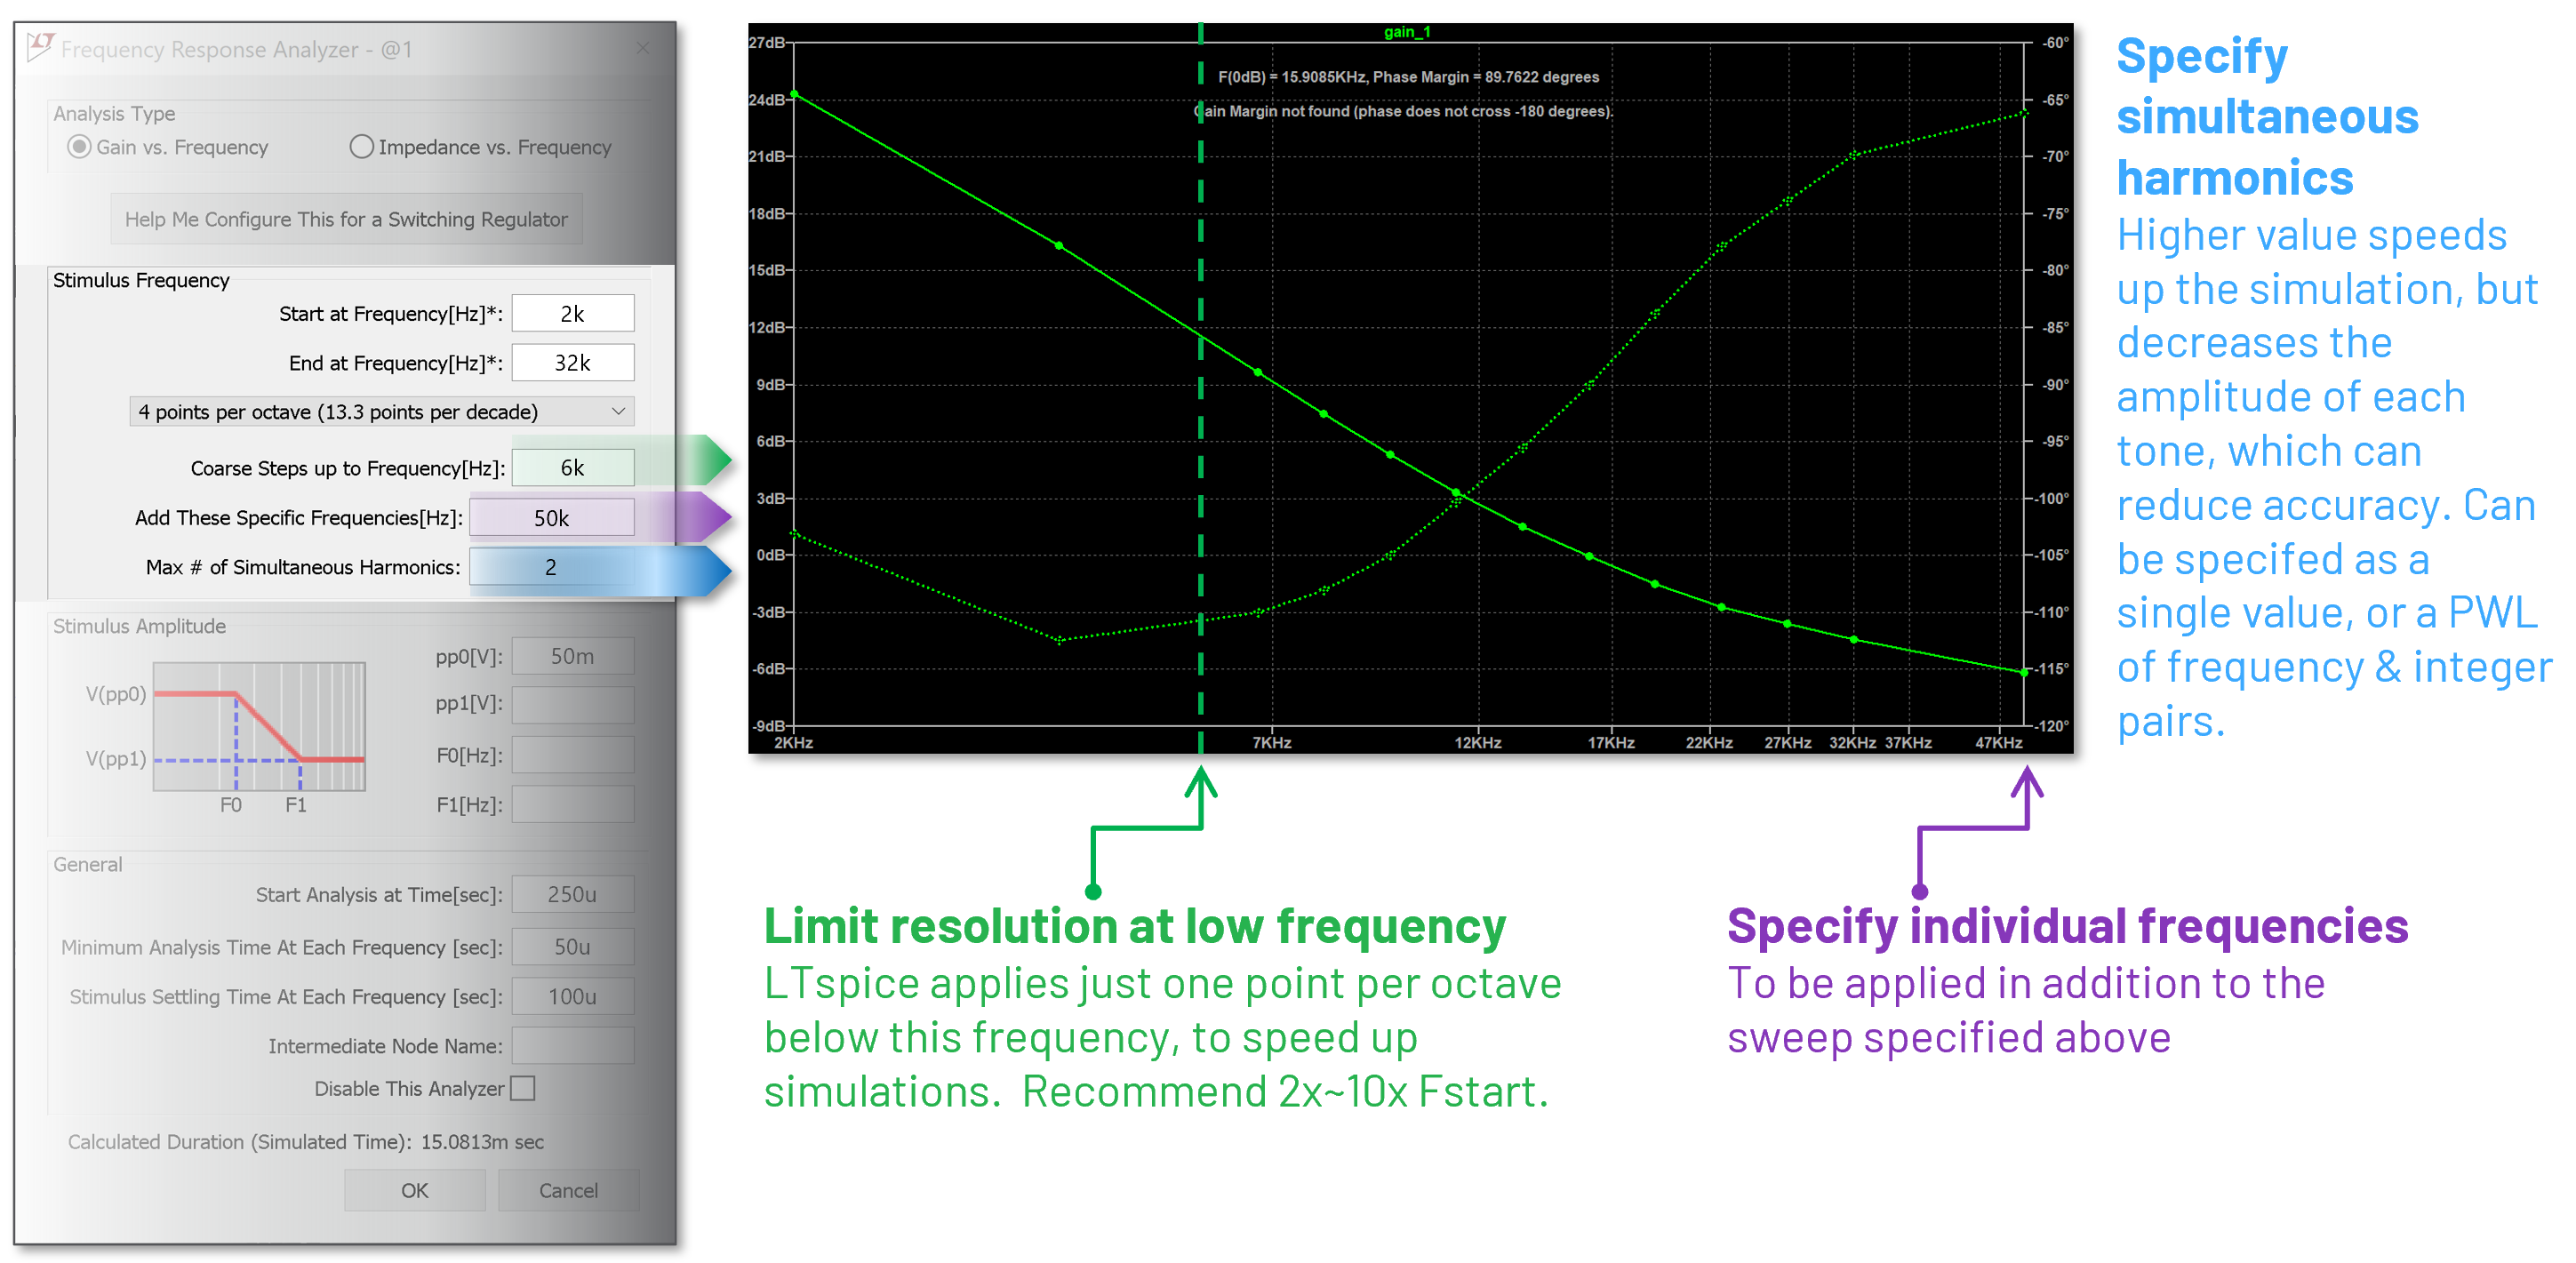 Frequency Response Analyzer - @1
Analysis Type
Gain vs. Frequency
Impedance vs. Frequency
Help Me Configure This for a Switching Regulator
Stimulus Frequency
Start at Frequency[Hz]*: 2k
End at Frequency[Hz]*: 32k
4 points per octave (13.3 points per decade)
Coarse Steps up to Frequency[Hz]: 6k
Add These Specific Frequencies[Hz]: 50k
Max # of Simultaneous Harmonics: 2
Stimulus Amplitude
V(pp0)
V(pp1)
F0 F1
pp0[V]: 50m
pp1[V]:
F0[Hz]:
F1[Hz]:
General
Start Analysis at Time[sec]: 250u
Minimum Analysis Time At Each Frequency [sec]: 50u
Stimulus Settling Time At Each Frequency [sec]: 100u
Intermediate Node Name:
Disable This Analyzer
Calculated Duration (Simulated Time): 15.0813m sec
OK Cancel
gain_1
F(0dB) = 15.9085KHz, Phase Margin = 89.7622 degrees
Gain Margin not found (phase does not cross -180 degrees).
27dB
24dB
21dB
18dB
15dB
12dB
9dB
6dB
3dB
0dB
-3dB
-6dB
-9dB
-60°
-65°
-70°
-75°
-80°
-85°
-90°
-95°
-100°
-105°
-110°
-115°
-120°
2KHz 7KHz 12KHz 17KHz 22KHz 27KHz 32KHz 37KHz 47KHz
Specify
simultaneous
harmonics
Higher value speeds
up the simulation, but
decreases the
amplitude of each
tone, which can
reduce accuracy. Can
be specifed as a
single value, or a PWL
of frequency & integer
pairs.
Limit resolution at low frequency
LTspice applies just one point per octave
below this frequency, to speed up
simulations.  Recommend 2x~10x Fstart.
Specify individual frequencies
To be applied in addition to the
sweep specified above